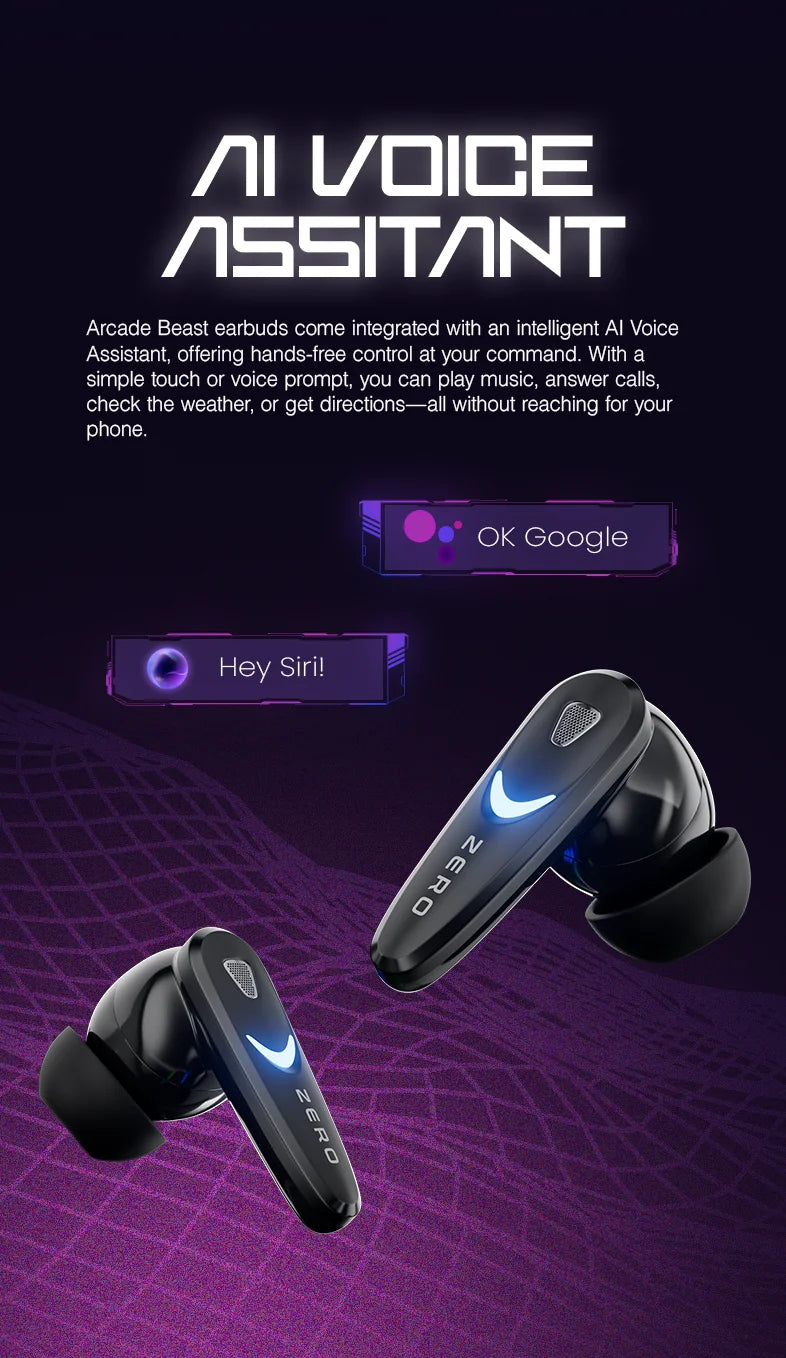 AI VOICE
ASSITANT
Arcade Beast earbuds come integrated with an intelligent AI Voice
Assistant, offering hands-free control at your command. With a
simple touch or voice prompt, you can play music, answer calls,
check the weather, or get directions—all without reaching for your
phone.
OK Google
Hey Siri!
ZERO
ZERO